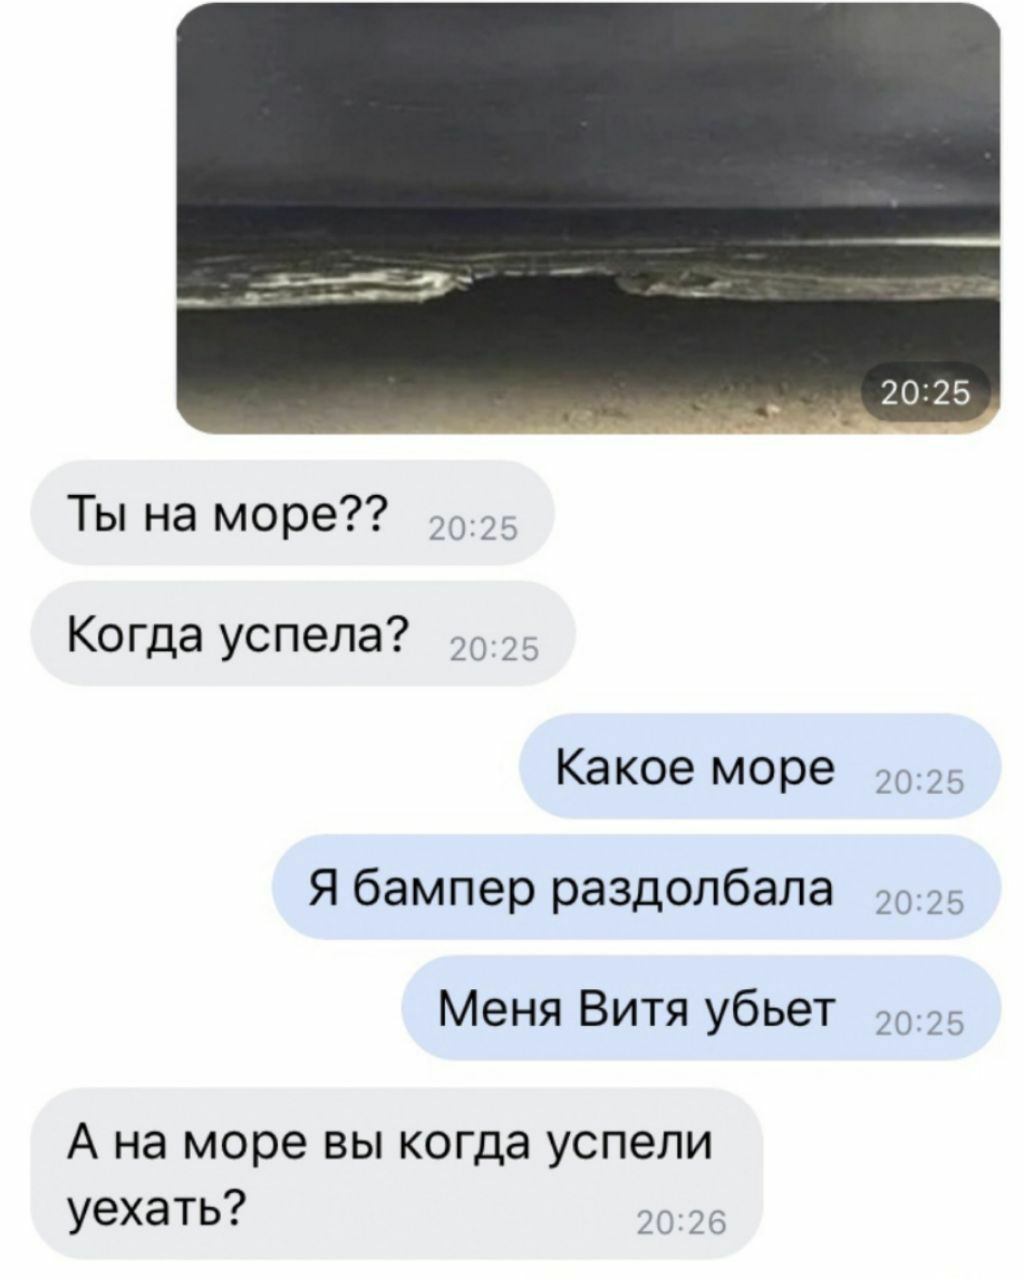 20:25
Ты на море?? 20:25
Когда успела? 20:25
Какое море 20:25
Я бампер раздолбала 20:25
Меня Витя убьет 20:25
А на море вы когда успели
уехать? 20:26